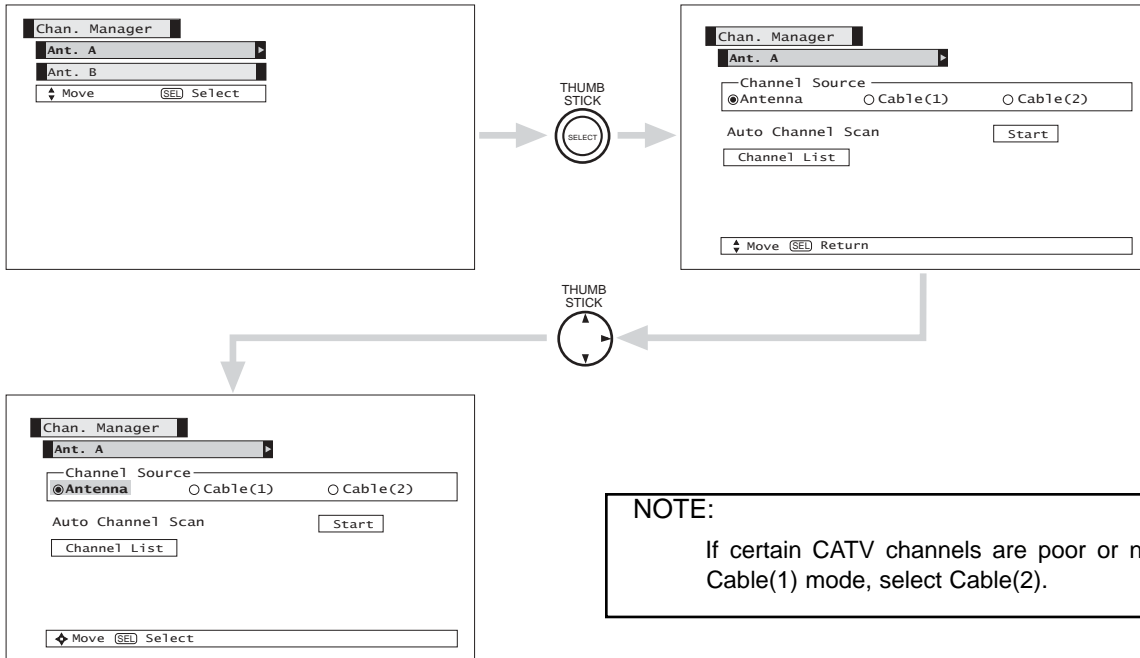 Chan. Manager
Ant. A
Ant. B
Move SEL Select
THUMB
STICK
SELECT
Chan. Manager
Ant. A
Channel Source
Antenna Cable(1) Cable(2)
Auto Channel Scan Start
Channel List
Move SEL Return
THUMB
STICK
Chan. Manager
Ant. A
Channel Source
Antenna Cable(1) Cable(2)
Auto Channel Scan Start
Channel List
Move SEL Select
NOTE:
If certain CATV channels are poor or
Cable(1) mode, select Cable(2).